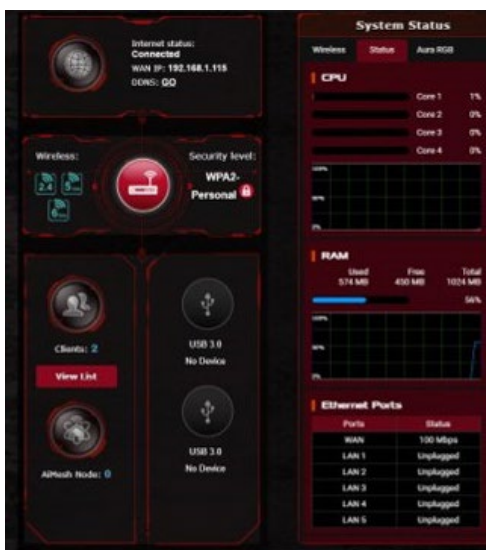 Internet status:
Connected
WAN IP: 192.168.1.115
DDNS: GO
Wireless:
2.4
5
6
Security level:
WPA2-
Personal
Clients: 2
View List
AiMesh Node: 0
USB 3.0
No Device
USB 3.0
No Device
System Status
Wireless Status Aura RGB
CPU
Core 1 1%
Core 2 0%
Core 3 0%
Core 4 0%
100%
50%
0%
RAM
Used Free Total
574 MB 450 MB 1024 MB
56%
100%
50%
0%
Ethernet Ports
Ports Status
WAN 100 Mbps
LAN 1 Unplugged
LAN 2 Unplugged
LAN 3 Unplugged
LAN 4 Unplugged
LAN 5 Unplugged